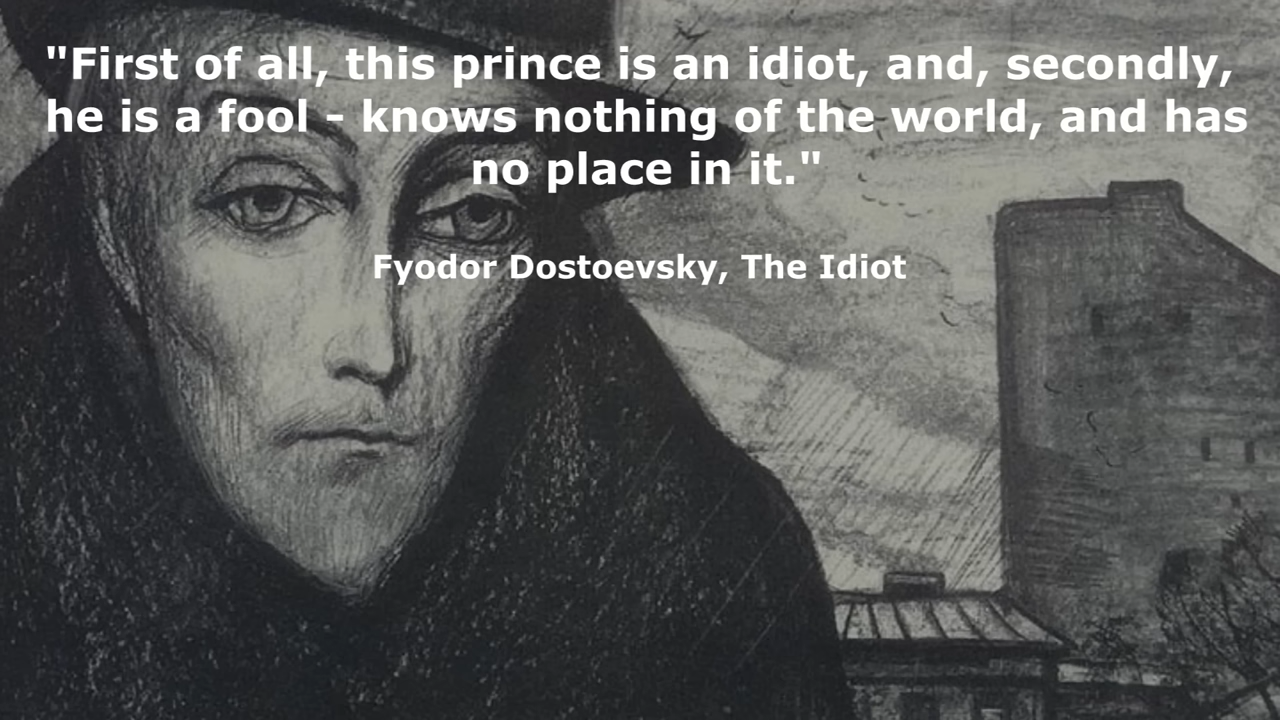 "First of all, this prince is an idiot, and, secondly,
he is a fool - knows nothing of the world, and has
no place in it."
Fyodor Dostoevsky, The Idiot